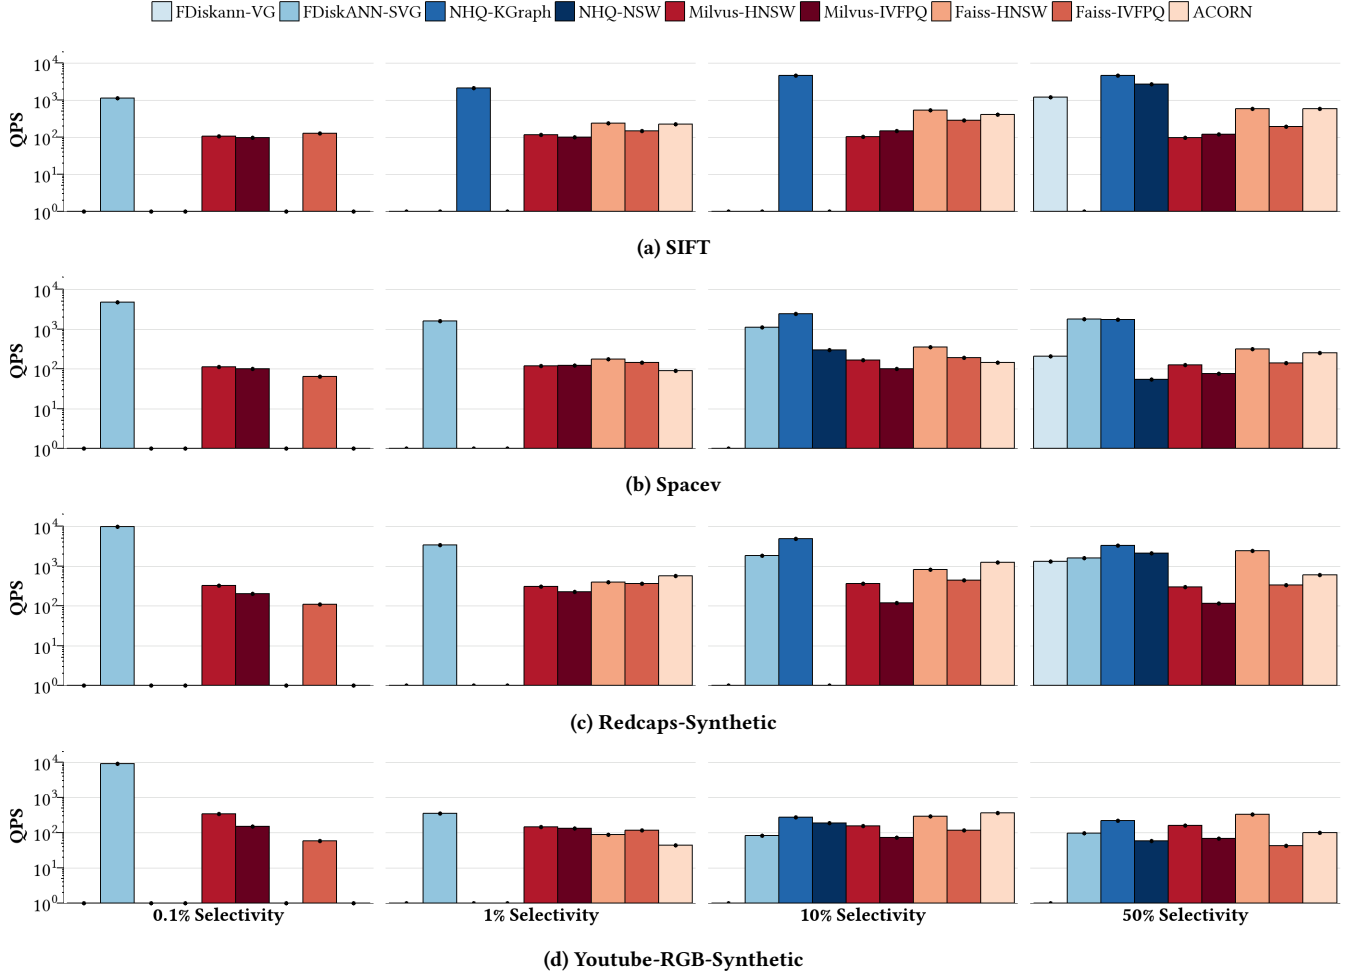 FDiskann-VG FDiskANN-SVG NHQ-KGraph NHQ-NSW Milvus-HNSW Milvus-IVFPQ Faiss-HNSW Faiss-IVFPQ ACORN
QPS
10^4
10^3
10^2
10^1
10^0
(a) SIFT
QPS
10^4
10^3
10^2
10^1
10^0
(b) Spacev
QPS
10^4
10^3
10^2
10^1
10^0
(c) Redcaps-Synthetic
QPS
10^4
10^3
10^2
10^1
10^0
0.1% Selectivity 1% Selectivity 10% Selectivity 50% Selectivity
(d) Youtube-RGB-Synthetic